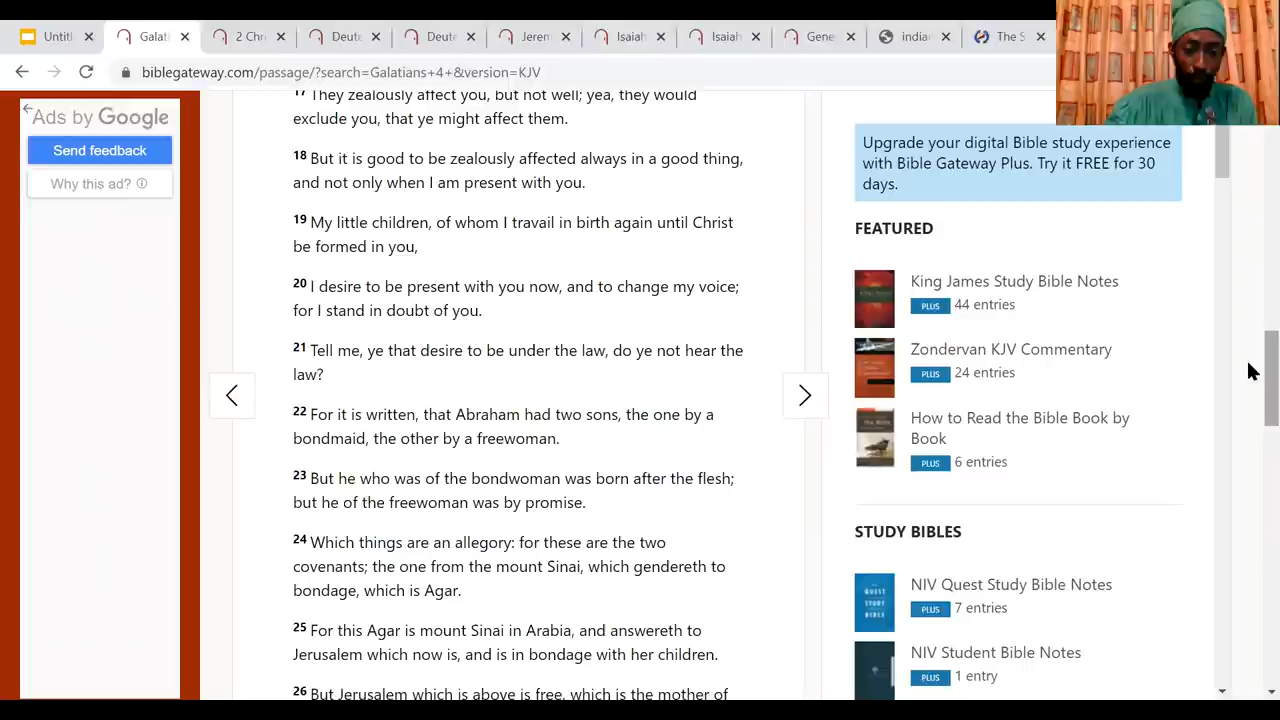 Untitl
Galati
2 Chr
Deute
Deute
Jerem
Isaiah
Isaiah
Gene
indian
The S
biblegateway.com/passage/?search=Galatians+4+&version=KJV
Ads by Google
Send feedback
Why this ad?
17 They zealously affect you, but not well; yea, they would
exclude you, that ye might affect them.
18 But it is good to be zealously affected always in a good thing,
and not only when I am present with you.
19 My little children, of whom I travail in birth again until Christ
be formed in you,
20 I desire to be present with you now, and to change my voice;
for I stand in doubt of you.
21 Tell me, ye that desire to be under the law, do ye not hear the
law?
22 For it is written, that Abraham had two sons, the one by a
bondmaid, the other by a freewoman.
23 But he who was of the bondwoman was born after the flesh;
but he of the freewoman was by promise.
24 Which things are an allegory: for these are the two
covenants; the one from the mount Sinai, which gendereth to
bondage, which is Agar.
25 For this Agar is mount Sinai in Arabia, and answereth to
Jerusalem which now is, and is in bondage with her children.
26 But Jerusalem which is above is free, which is the mother of
Upgrade your digital Bible study experience
with Bible Gateway Plus. Try it FREE for 30
days.
FEATURED
King James Study Bible Notes
PLUS 44 entries
Zondervan KJV Commentary
PLUS 24 entries
How to Read the Bible Book by
Book
PLUS 6 entries
STUDY BIBLES
NIV Quest Study Bible Notes
PLUS 7 entries
NIV Student Bible Notes
PLUS 1 entry